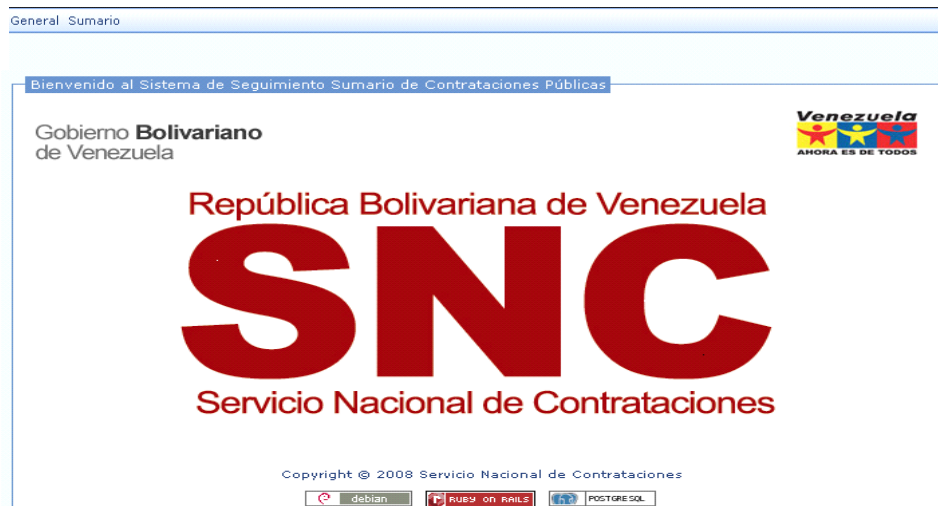 General Sumario
Bienvenido al Sistema de Seguimiento Sumario de Contrataciones Públicas
Gobierno Bolivariano
de Venezuela
Venezuela
AHORA ES DE TODOS
República Bolivariana de Venezuela
SNC
Servicio Nacional de Contrataciones
Copyright © 2008 Servicio Nacional de Contrataciones
debian RUBY ON RAILS POSTGRESQL